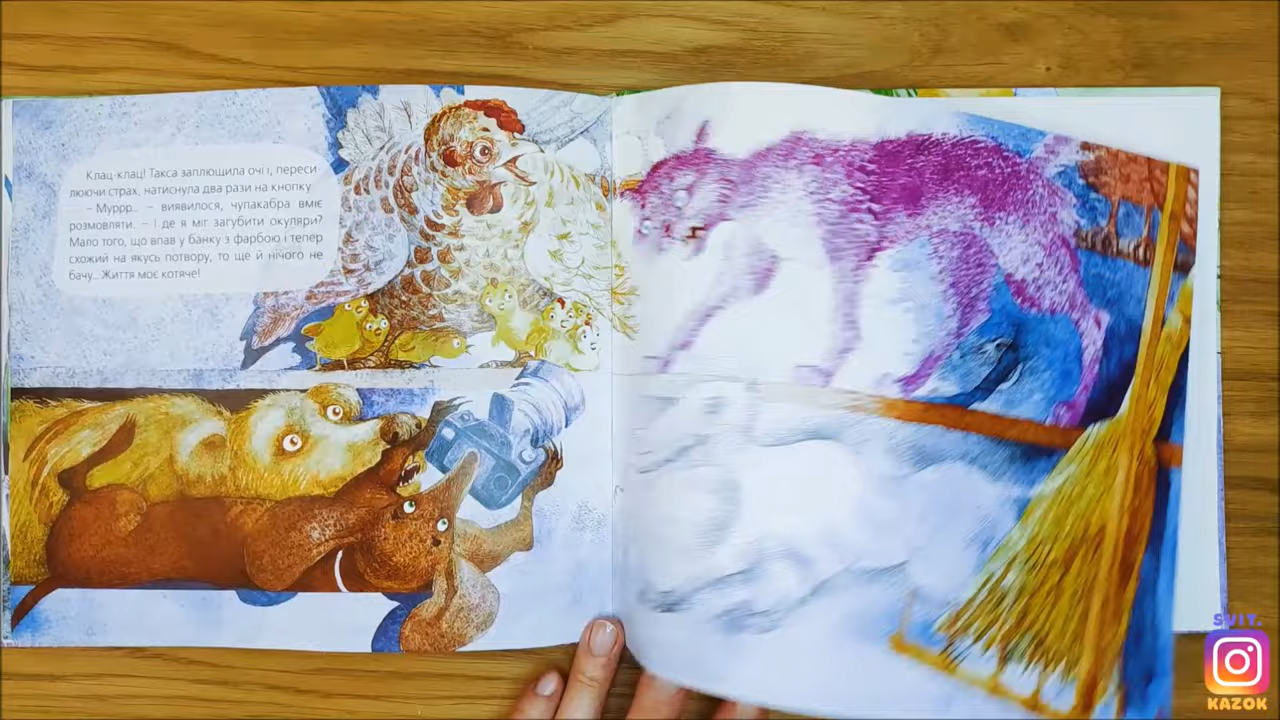 Клац-клац! Такса заплющила очі і, переси-
люючи страх, натиснула два рази на кнопку
– Муррр... – виявилося, чупакабра вміє
розмовляти. – І де я міг загубити окуляри?
Мало того, що впав у банку з фарбою і тепер
схожий на якусь потвору, то ще й нічого не
бачу... Життя моє котяче!
SVIT.
KAZOK